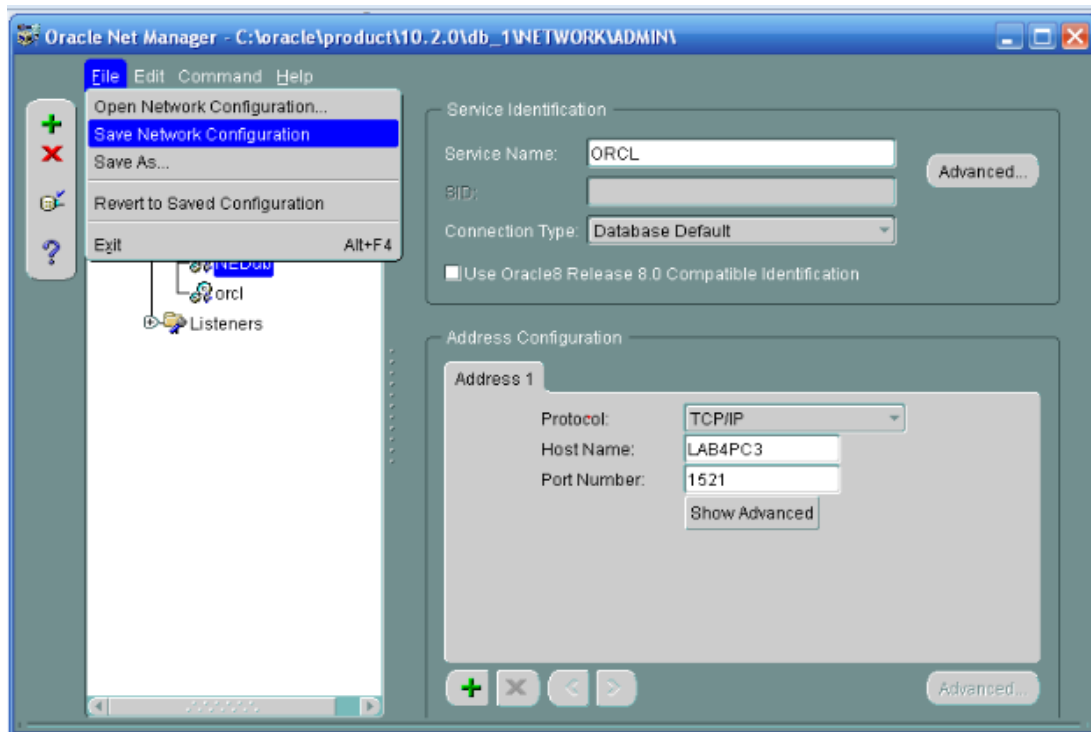 Oracle Net Manager - C:\oracle\product\10.2.0\db_1\NETWORK\ADMIN\
File Edit Command Help
Open Network Configuration...
Save Network Configuration
Save As...
Revert to Saved Configuration
Exit Alt+F4
orcl
Listeners
Service Identification
Service Name: ORCL
Advanced...
SID:
Connection Type: Database Default
Use Oracle8 Release 8.0 Compatible Identification
Address Configuration
Address 1
Protocol: TCP/IP
Host Name: LAB4PC3
Port Number: 1521
Show Advanced
Advanced...